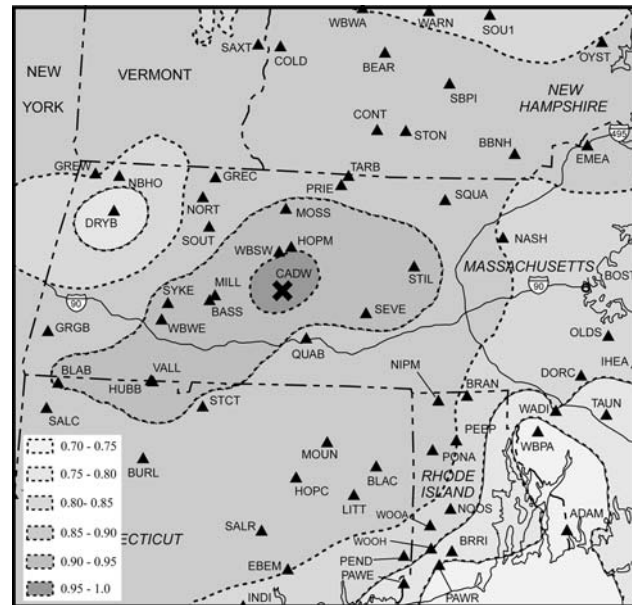 WBWA
WARN
SOU1
SAXT
COLD
OYST
NEW
YORK
VERMONT
BEAR
SBPI
NEW
HAMPSHIRE
CONT
STON
495
BBNH
EMEA
GREW
NBHO
GREC
TARB
PRIE
SQUA
DRYB
NORT
MOSS
SOUT
HOPM
NASH
WBSW
MASSACHUSETTS
CADW
STIL
90
BOST
SYKE
MILL
BASS
SEVE
90
GRGB
WBWE
QUAB
OLDS
IHEA
BLAB
VALL
HUBB
NIPM
BRAN
DORC
SALC
STCT
WADI
TAUN
0.70 - 0.75
0.75 - 0.80
0.80- 0.85
0.85 - 0.90
0.90 - 0.95
0.95 - 1.0
BURL
MOUN
PEEP
WBPA
PONA
HOPC
BLAC
RHODE
ISLAND
LITT
NOOS
WOOA
ADAM
SALR
ECTICUT
WOOH
BRRI
EBEM
PEND
PAWE
PAWR
INDI